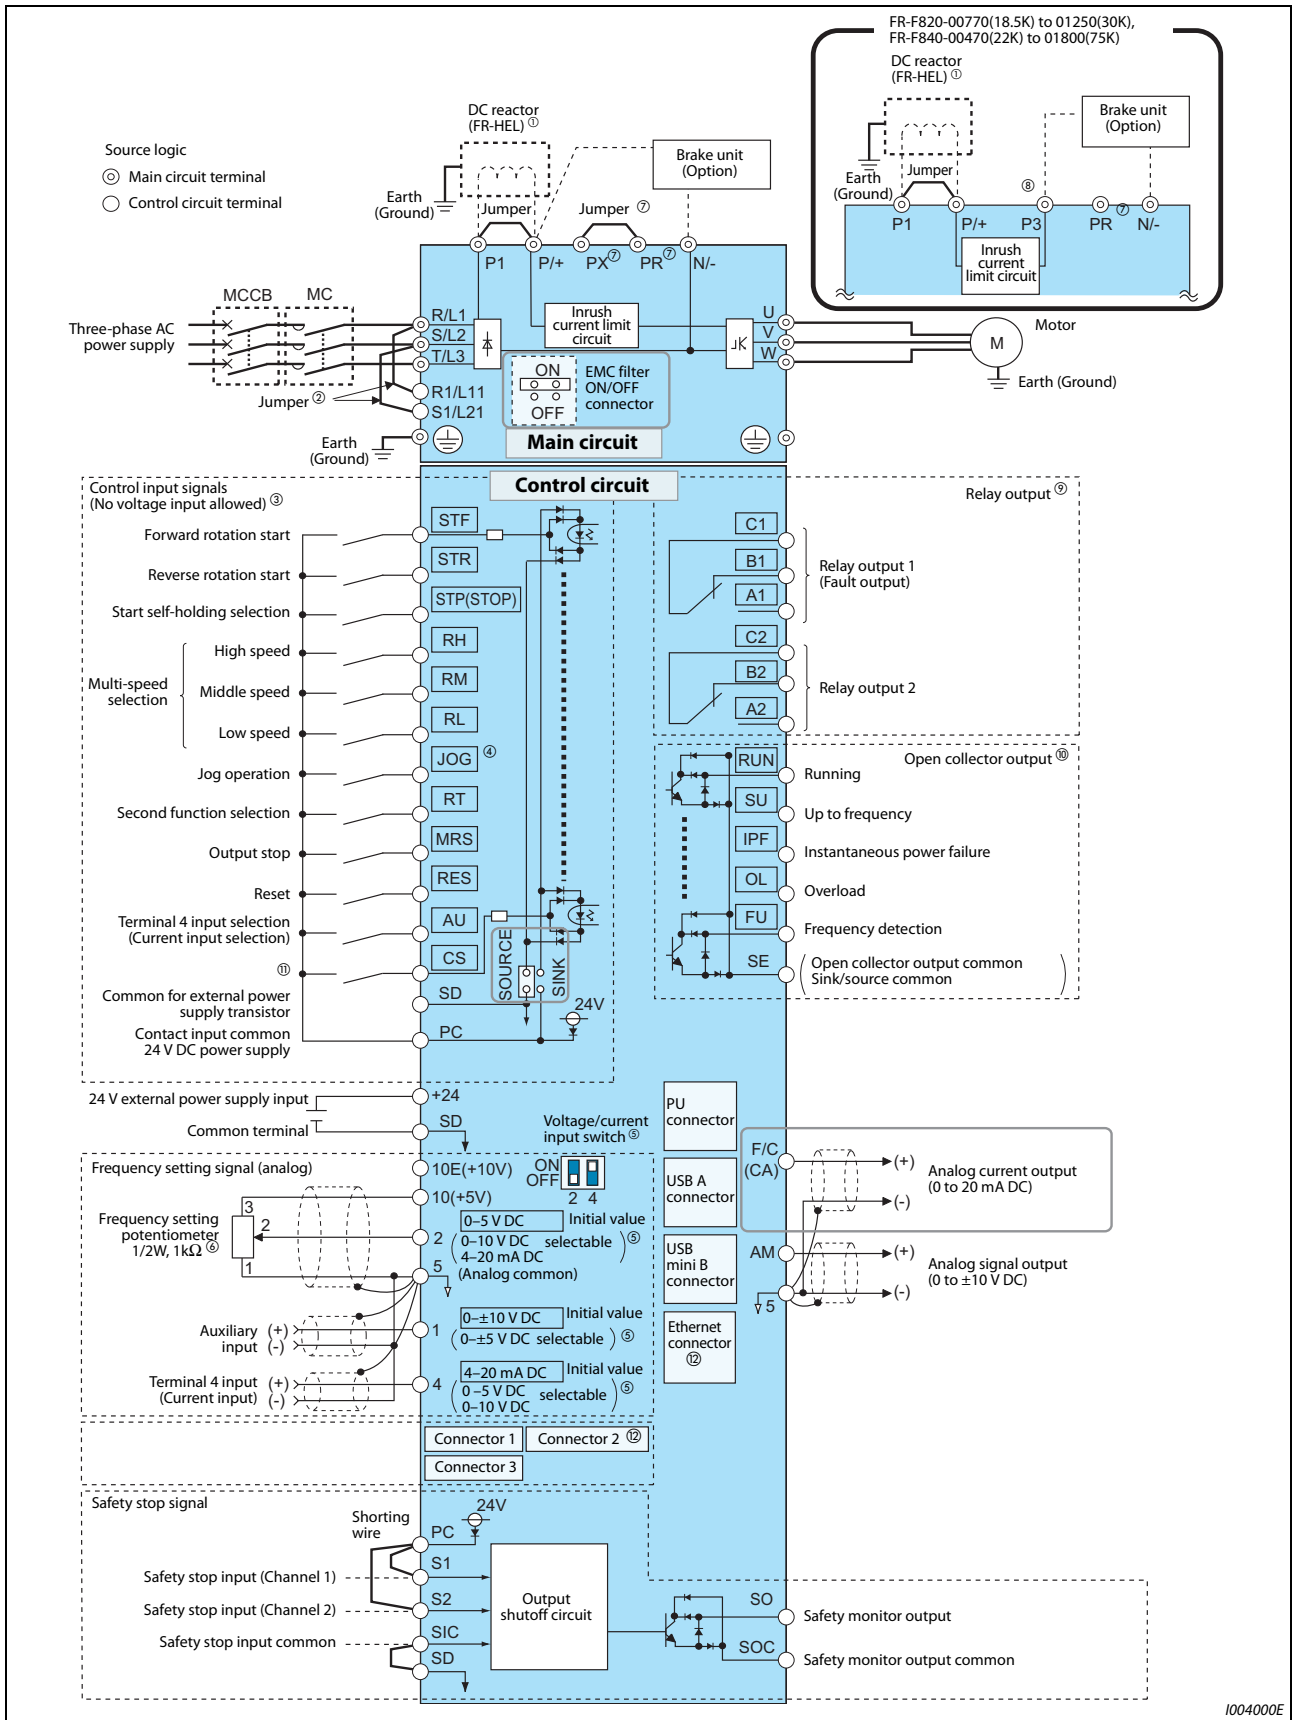 FR-F820-00770(18.5K) to 01250(30K),
FR-F840-00470(22K) to 01800(75K)
DC reactor
(FR-HEL) ①
Brake unit
(Option)
Earth
(Ground)
Jumper
⑧
P1
P/+
P3
PR ⑦
N/-
Inrush
current
limit circuit
DC reactor
(FR-HEL) ①
Brake unit
(Option)
Source logic
Main circuit terminal
Control circuit terminal
Earth
(Ground)
Jumper
Jumper ⑦
P1
P/+
PX⑦
PR⑦
N/-
MCCB
MC
Three-phase AC
power supply
R/L1
S/L2
T/L3
R1/L11
S1/L21
Jumper ②
Inrush
current limit
circuit
U
V
W
Motor
M
Earth (Ground)
ON
OFF
EMC filter
ON/OFF
connector
Earth
(Ground)
Main circuit
Control circuit
Control input signals
(No voltage input allowed) ③
Forward rotation start
STF
Reverse rotation start
STR
Start self-holding selection
STP(STOP)
Multi-speed
selection
High speed
RH
Middle speed
RM
Low speed
RL
Jog operation
JOG ④
Second function selection
RT
Output stop
MRS
Reset
RES
Terminal 4 input selection
(Current input selection)
AU
⑪
CS
SOURCE
SINK
Common for external power
supply transistor
SD
24V
Contact input common
24 V DC power supply
PC
Relay output ⑨
C1
B1
A1
Relay output 1
(Fault output)
C2
B2
A2
Relay output 2
Open collector output ⑩
RUN
Running
SU
Up to frequency
IPF
Instantaneous power failure
OL
Overload
FU
Frequency detection
SE
Open collector output common
Sink/source common
24 V external power supply input
+24
Common terminal
SD
Voltage/current
input switch ⑤
ON
OFF
2 4
Frequency setting signal (analog)
10E(+10V)
10(+5V)
Frequency setting
potentiometer
1/2W, 1kΩ ⑥
3
2
1
2
0–5 V DC
Initial value
0–10 V DC
4–20 mA DC
selectable
⑤
5
(Analog common)
Auxiliary
input
(+)
(-)
1
0–±10 V DC
Initial value
0–±5 V DC selectable
⑤
Terminal 4 input
(Current input)
(+)
(-)
4
4–20 mA DC
Initial value
0 –5 V DC
0–10 V DC
selectable
⑤
PU
connector
USB A
connector
USB
mini B
connector
Ethernet
connector
⑫
F/C
(CA)
(+)
(-)
Analog current output
(0 to 20 mA DC)
AM
(+)
(-)
5
Analog signal output
(0 to ±10 V DC)
Connector 1
Connector 2 ⑫
Connector 3
Safety stop signal
Shorting
wire
24V
PC
S1
Safety stop input (Channel 1)
S2
Safety stop input (Channel 2)
SIC
Safety stop input common
SD
Output
shutoff circuit
SO
Safety monitor output
SOC
Safety monitor output common
I004000E